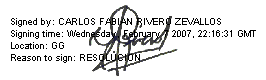 Signed by: CARLOS FABIAN RIVERO ZEVALLOS
Signing time: Wednesday, February 7 2007, 22:16:31 GMT
Location: GG
Reason to sign: RESOLUCION